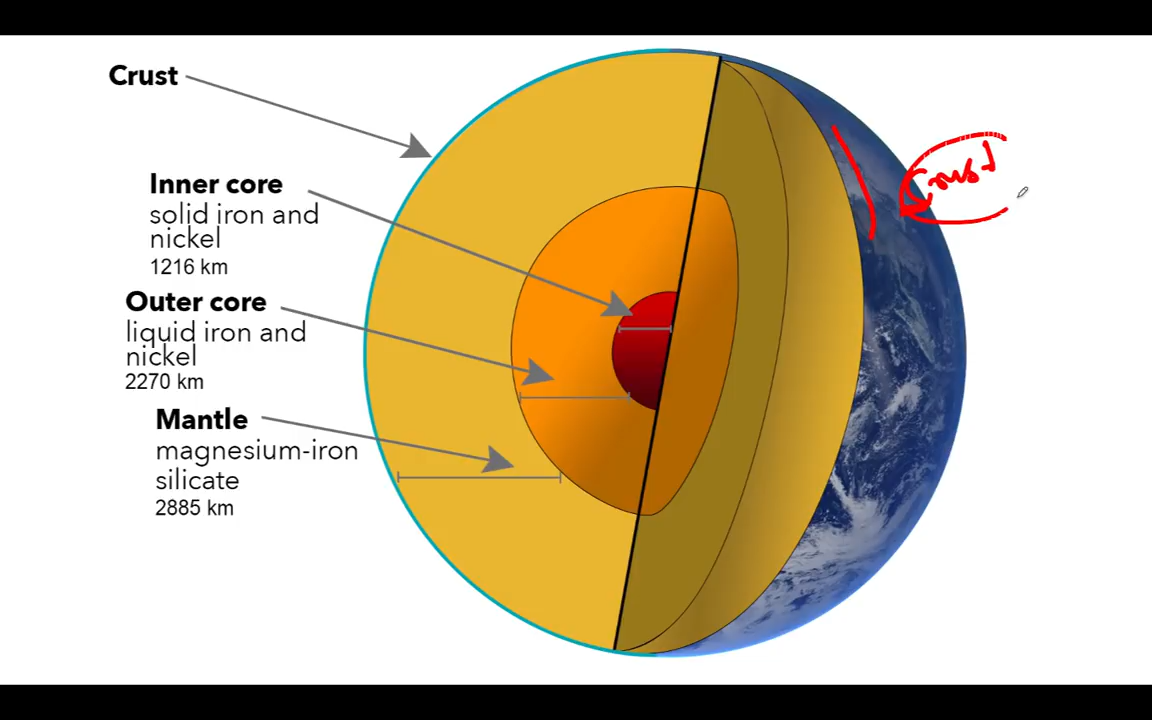 Crust
Inner core
solid iron and
nickel
1216 km
Outer core
liquid iron and
nickel
2270 km
Mantle
magnesium-iron
silicate
2885 km